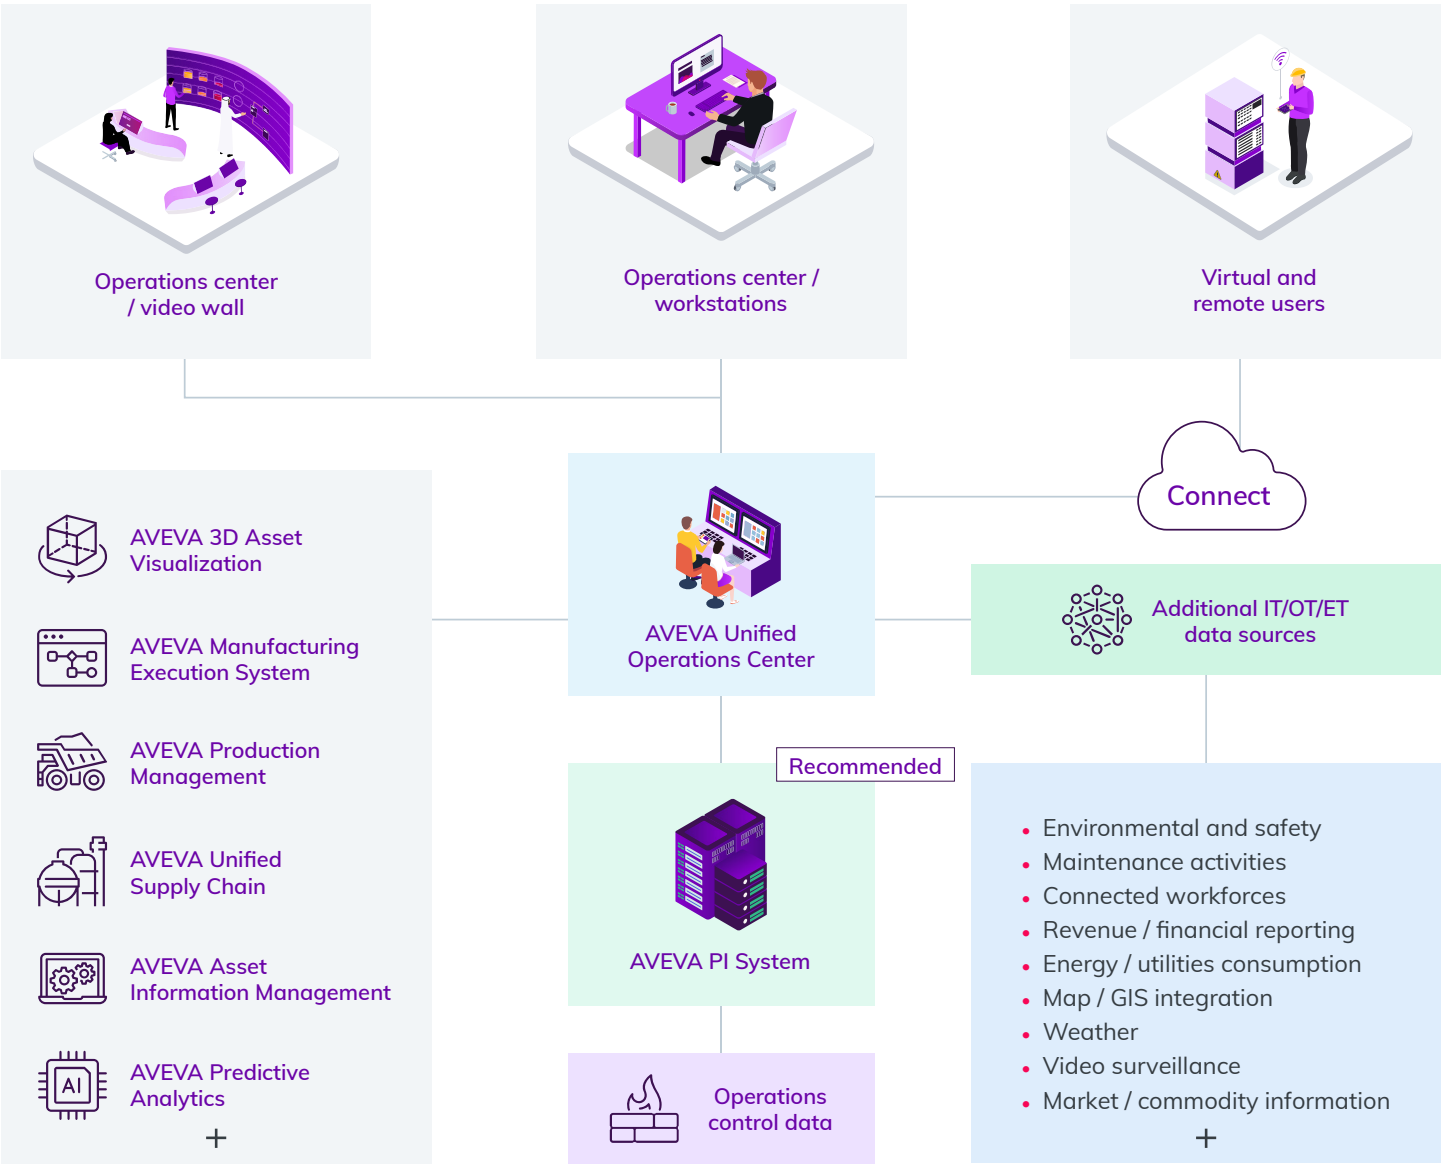 Operations center
/ video wall
Operations center /
workstations
Virtual and
remote users
Connect
AVEVA 3D Asset
Visualization
AVEVA Manufacturing
Execution System
AVEVA Production
Management
AVEVA Unified
Supply Chain
AVEVA Asset
Information Management
AI
AVEVA Predictive
Analytics
+
AVEVA Unified
Operations Center
Recommended
AVEVA PI System
Operations
control data
Additional IT/OT/ET
data sources
• Environmental and safety
• Maintenance activities
• Connected workforces
• Revenue / financial reporting
• Energy / utilities consumption
• Map / GIS integration
• Weather
• Video surveillance
• Market / commodity information
+